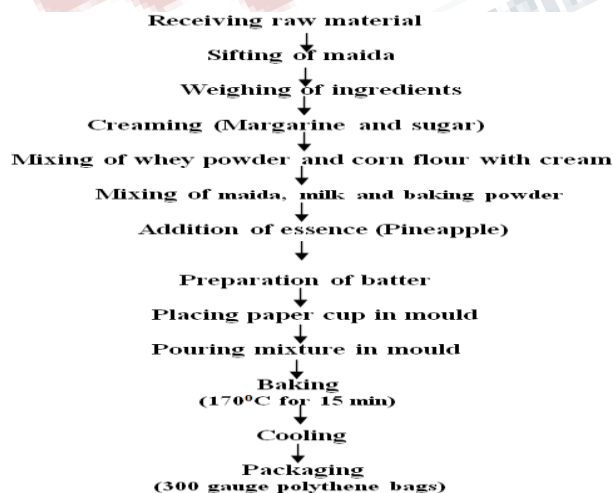 Receiving raw material
Sifting of maida
Weighing of ingredients
Creaming (Margarine and sugar)
Mixing of whey powder and corn flour with cream
Mixing of maida, milk and baking powder
Addition of essence (Pineapple)
Preparation of batter
Placing paper cup in mould
Pouring mixture in mould
Baking
(170⁰C for 15 min)
Cooling
Packaging
(300 gauge polythene bags)